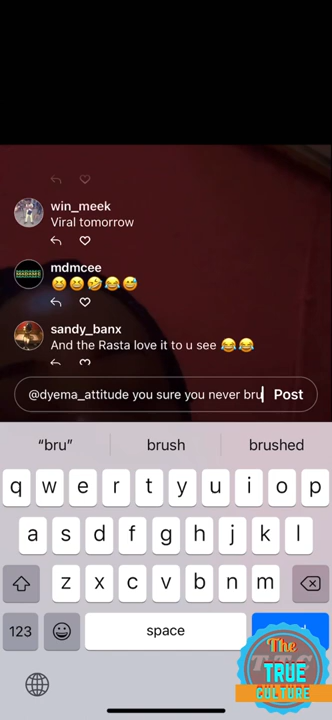 win_meek
Viral tomorrow
mdmcee
sandy_banx
And the Rasta love it to u see 😂😂
@dyema_attitude you sure you never bru
Post
“bru” brush brushed
q w e r t y u i o p
a s d f g h j k l
z x c v b n m
123 space
The
TRUE
CULTURE